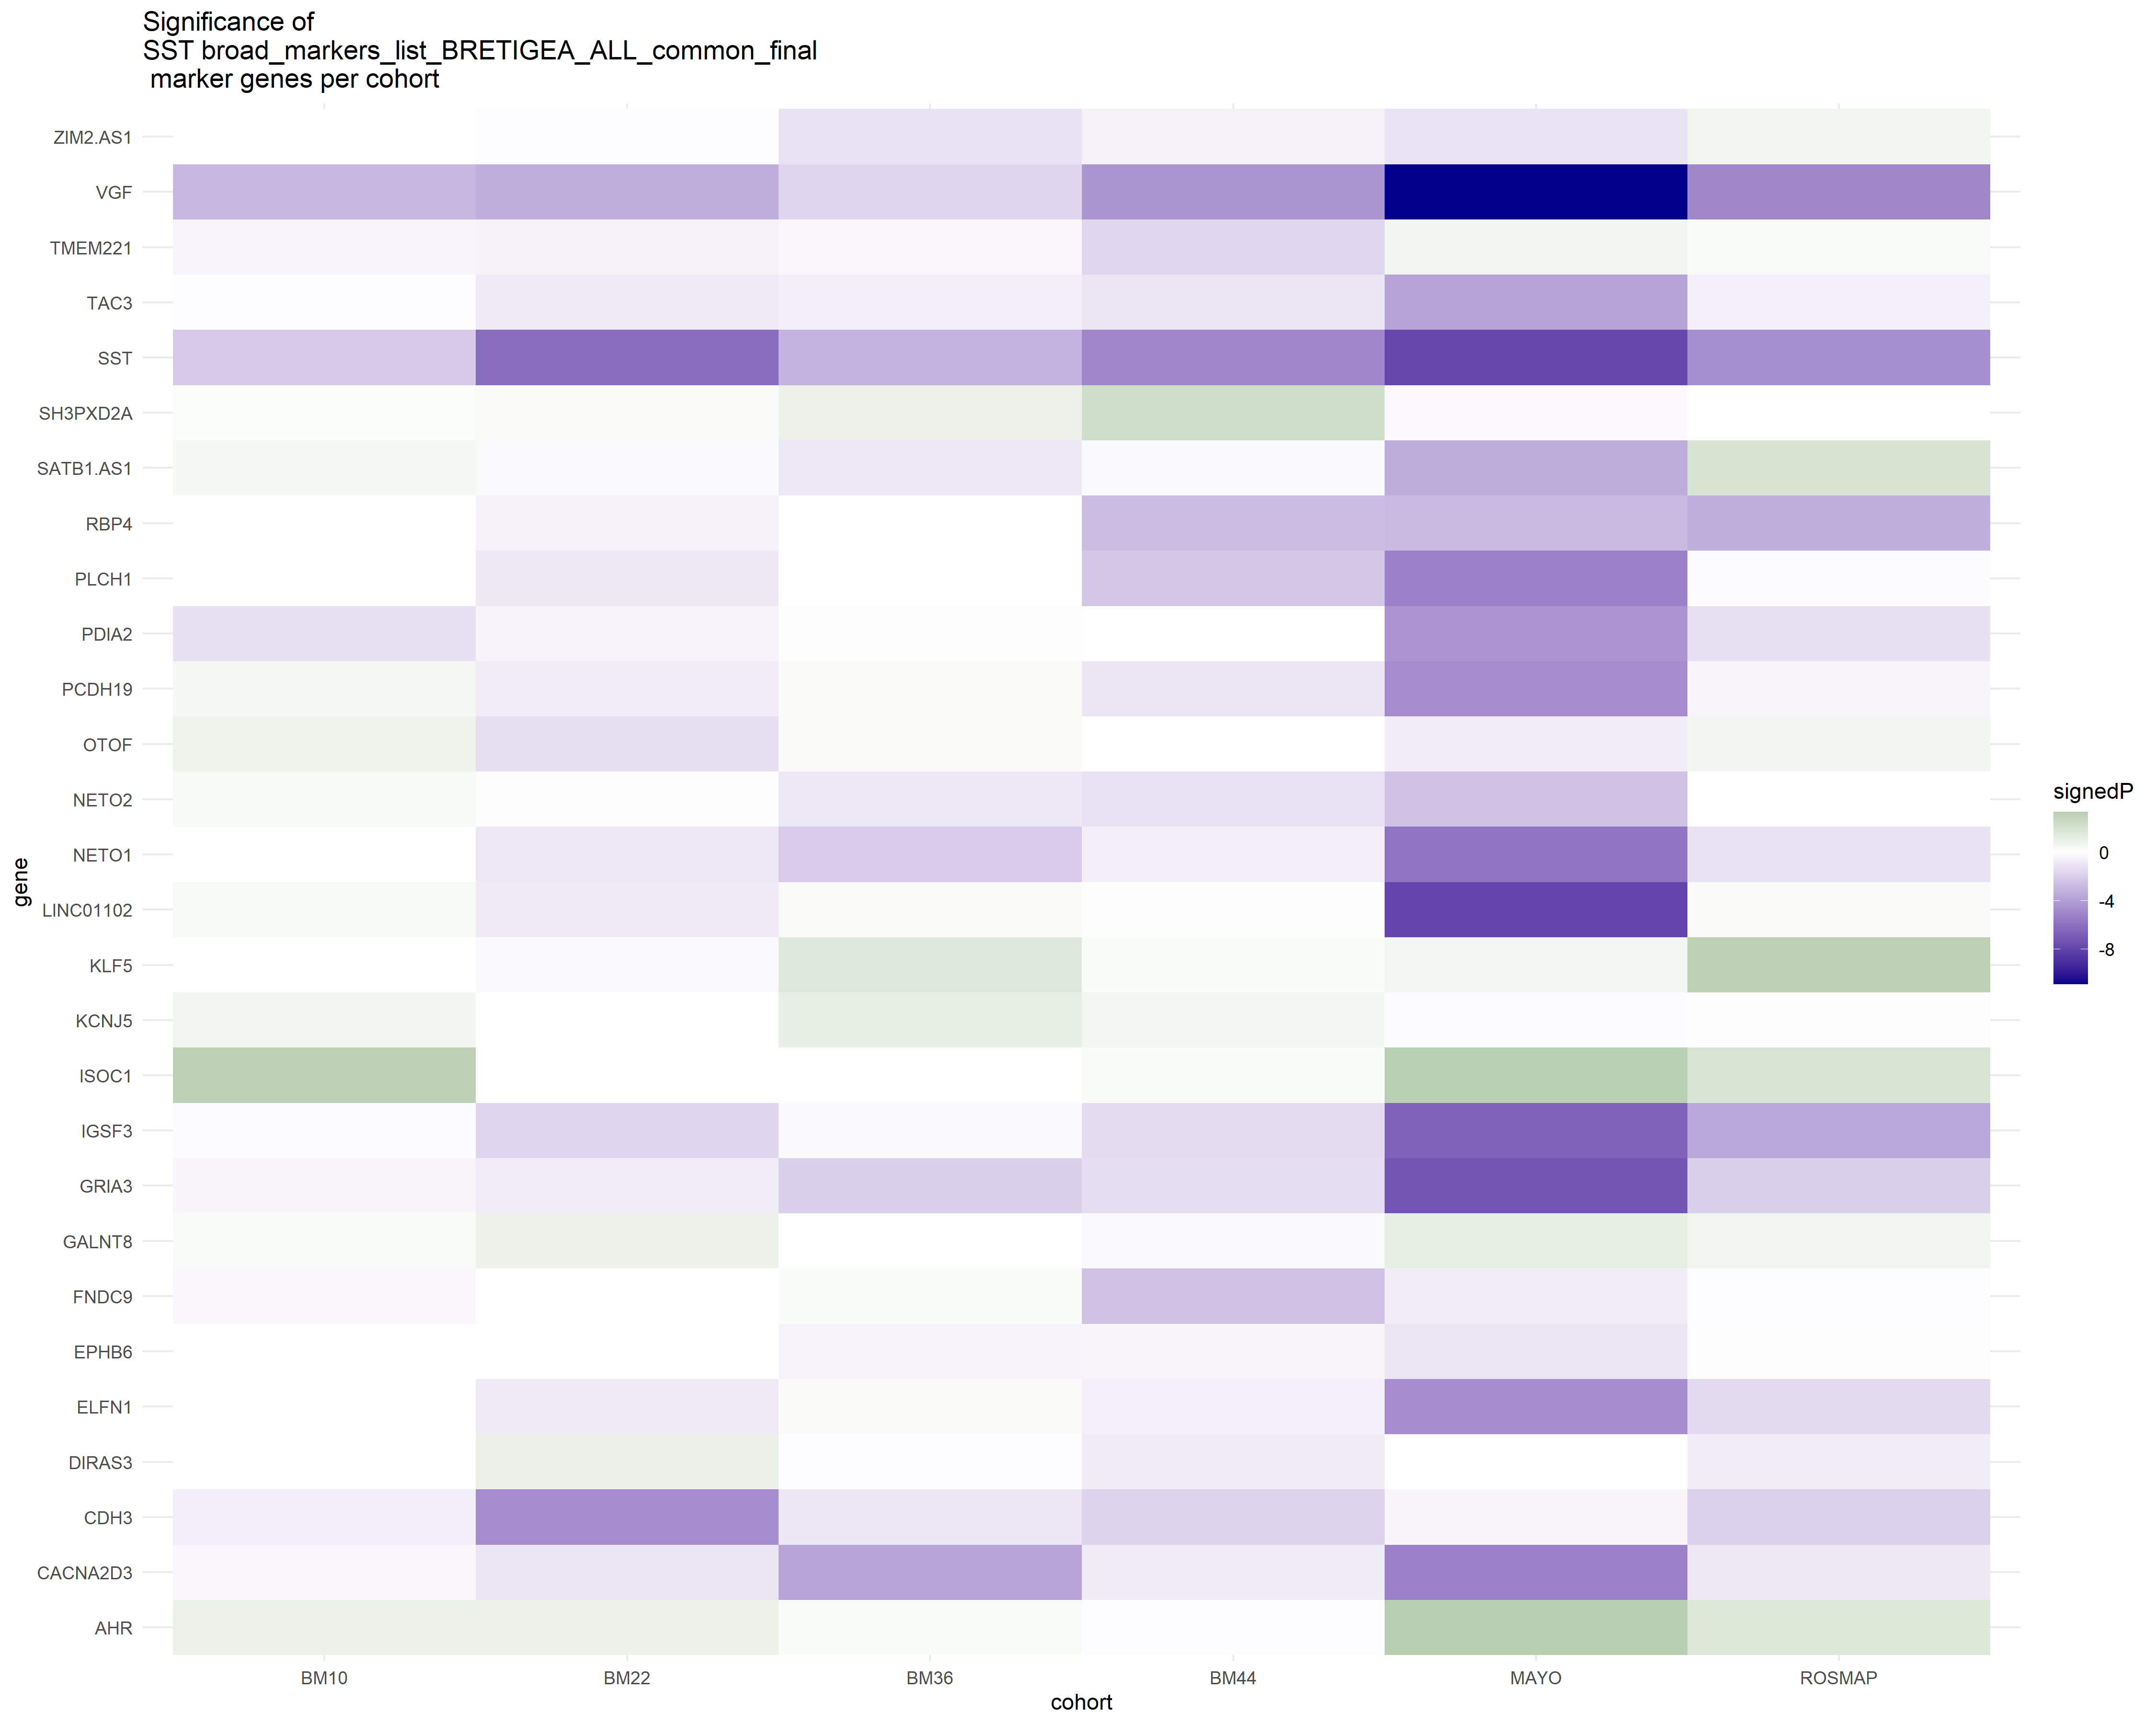 Significance of
SST broad_markers_list_BRETIGEA_ALL_common_final
marker genes per cohort
ZIM2.AS1
VGF
TMEM221
TAC3
SST
SH3PXD2A
SATB1.AS1
RBP4
PLCH1
PDIA2
PCDH19
OTOF
NETO2
NETO1
LINC01102
KLF5
KCNJ5
ISOC1
IGSF3
GRIA3
GALNT8
FNDC9
EPHB6
ELFN1
DIRAS3
CDH3
CACNA2D3
AHR
gene
BM10 BM22 BM36 BM44 MAYO ROSMAP
cohort
signedP
0
-4
-8